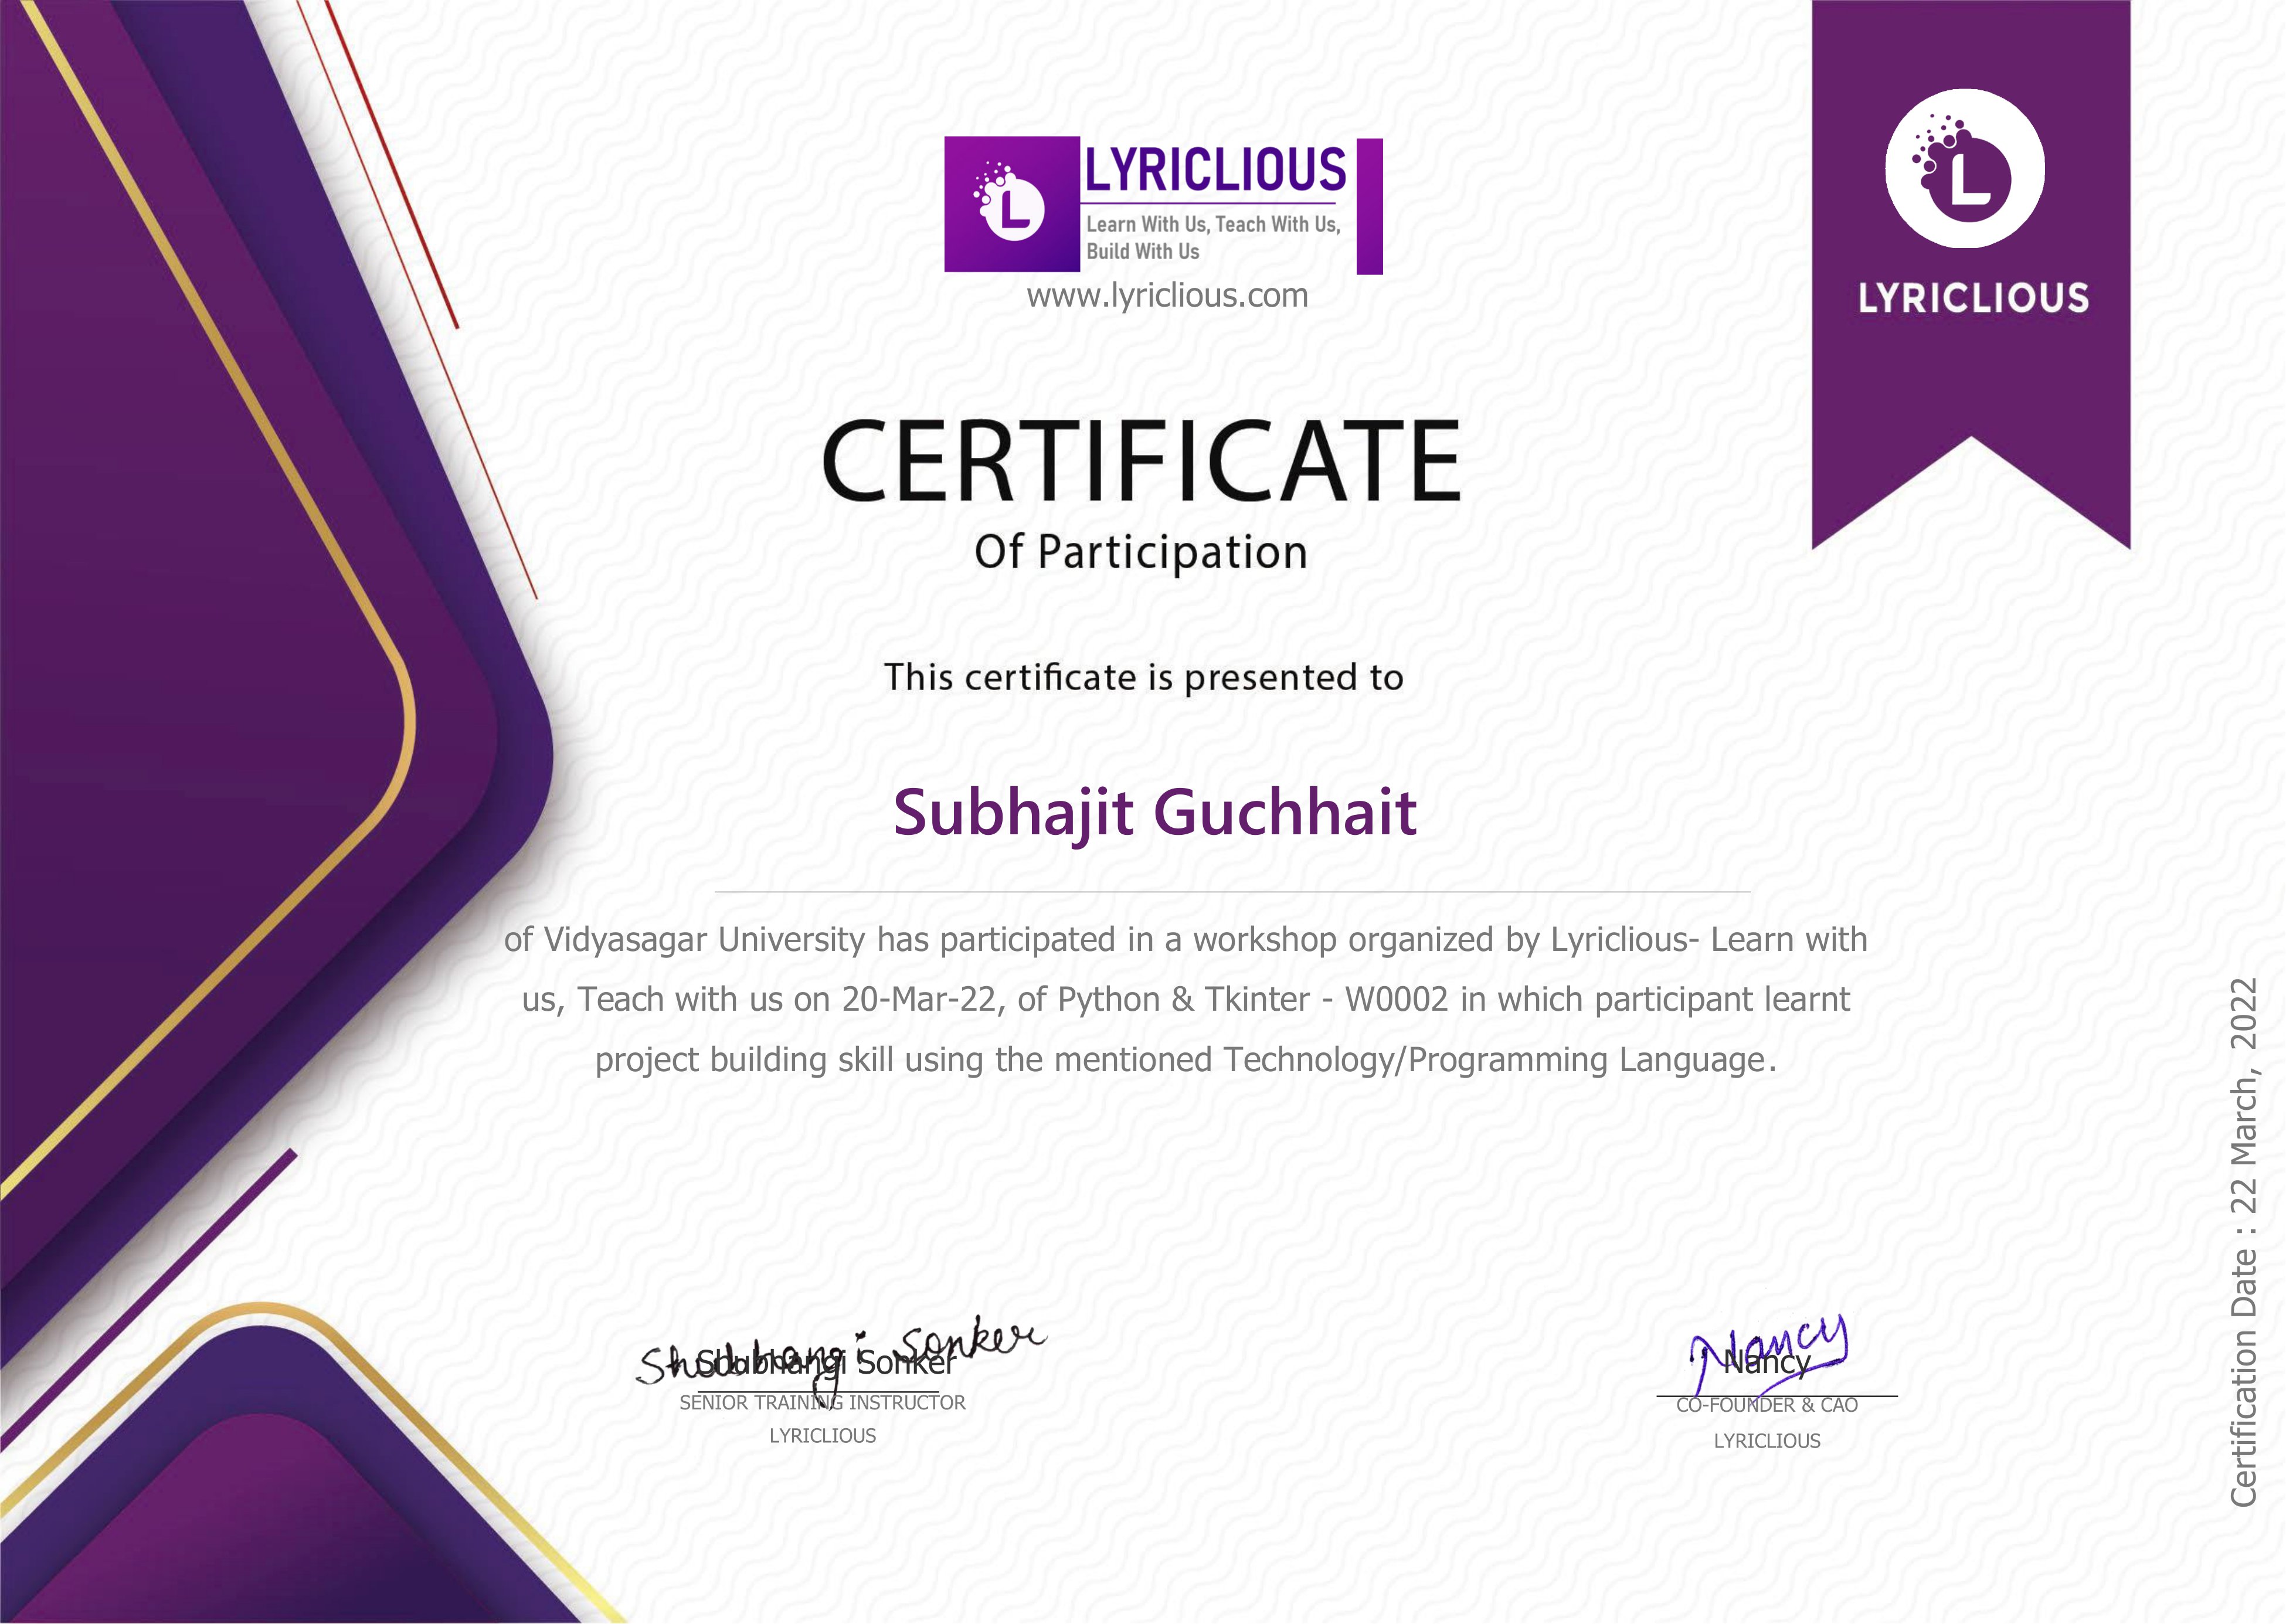 LYRICLIOUS
Learn With Us, Teach With Us,
Build With Us
www.lyriclious.com
L
LYRICLIOUS
CERTIFICATE
Of Participation
This certificate is presented to
Subhajit Guchhait
of Vidyasagar University has participated in a workshop organized by Lyriclious- Learn with
us, Teach with us on 20-Mar-22, of Python & Tkinter - W0002 in which participant learnt
project building skill using the mentioned Technology/Programming Language.
Shubhangi Sonker
Shubhangi Sonker
SENIOR TRAINING INSTRUCTOR
LYRICLIOUS
Nancy
Nancy
CO-FOUNDER & CAO
LYRICLIOUS
Certification Date : 22 March, 2022